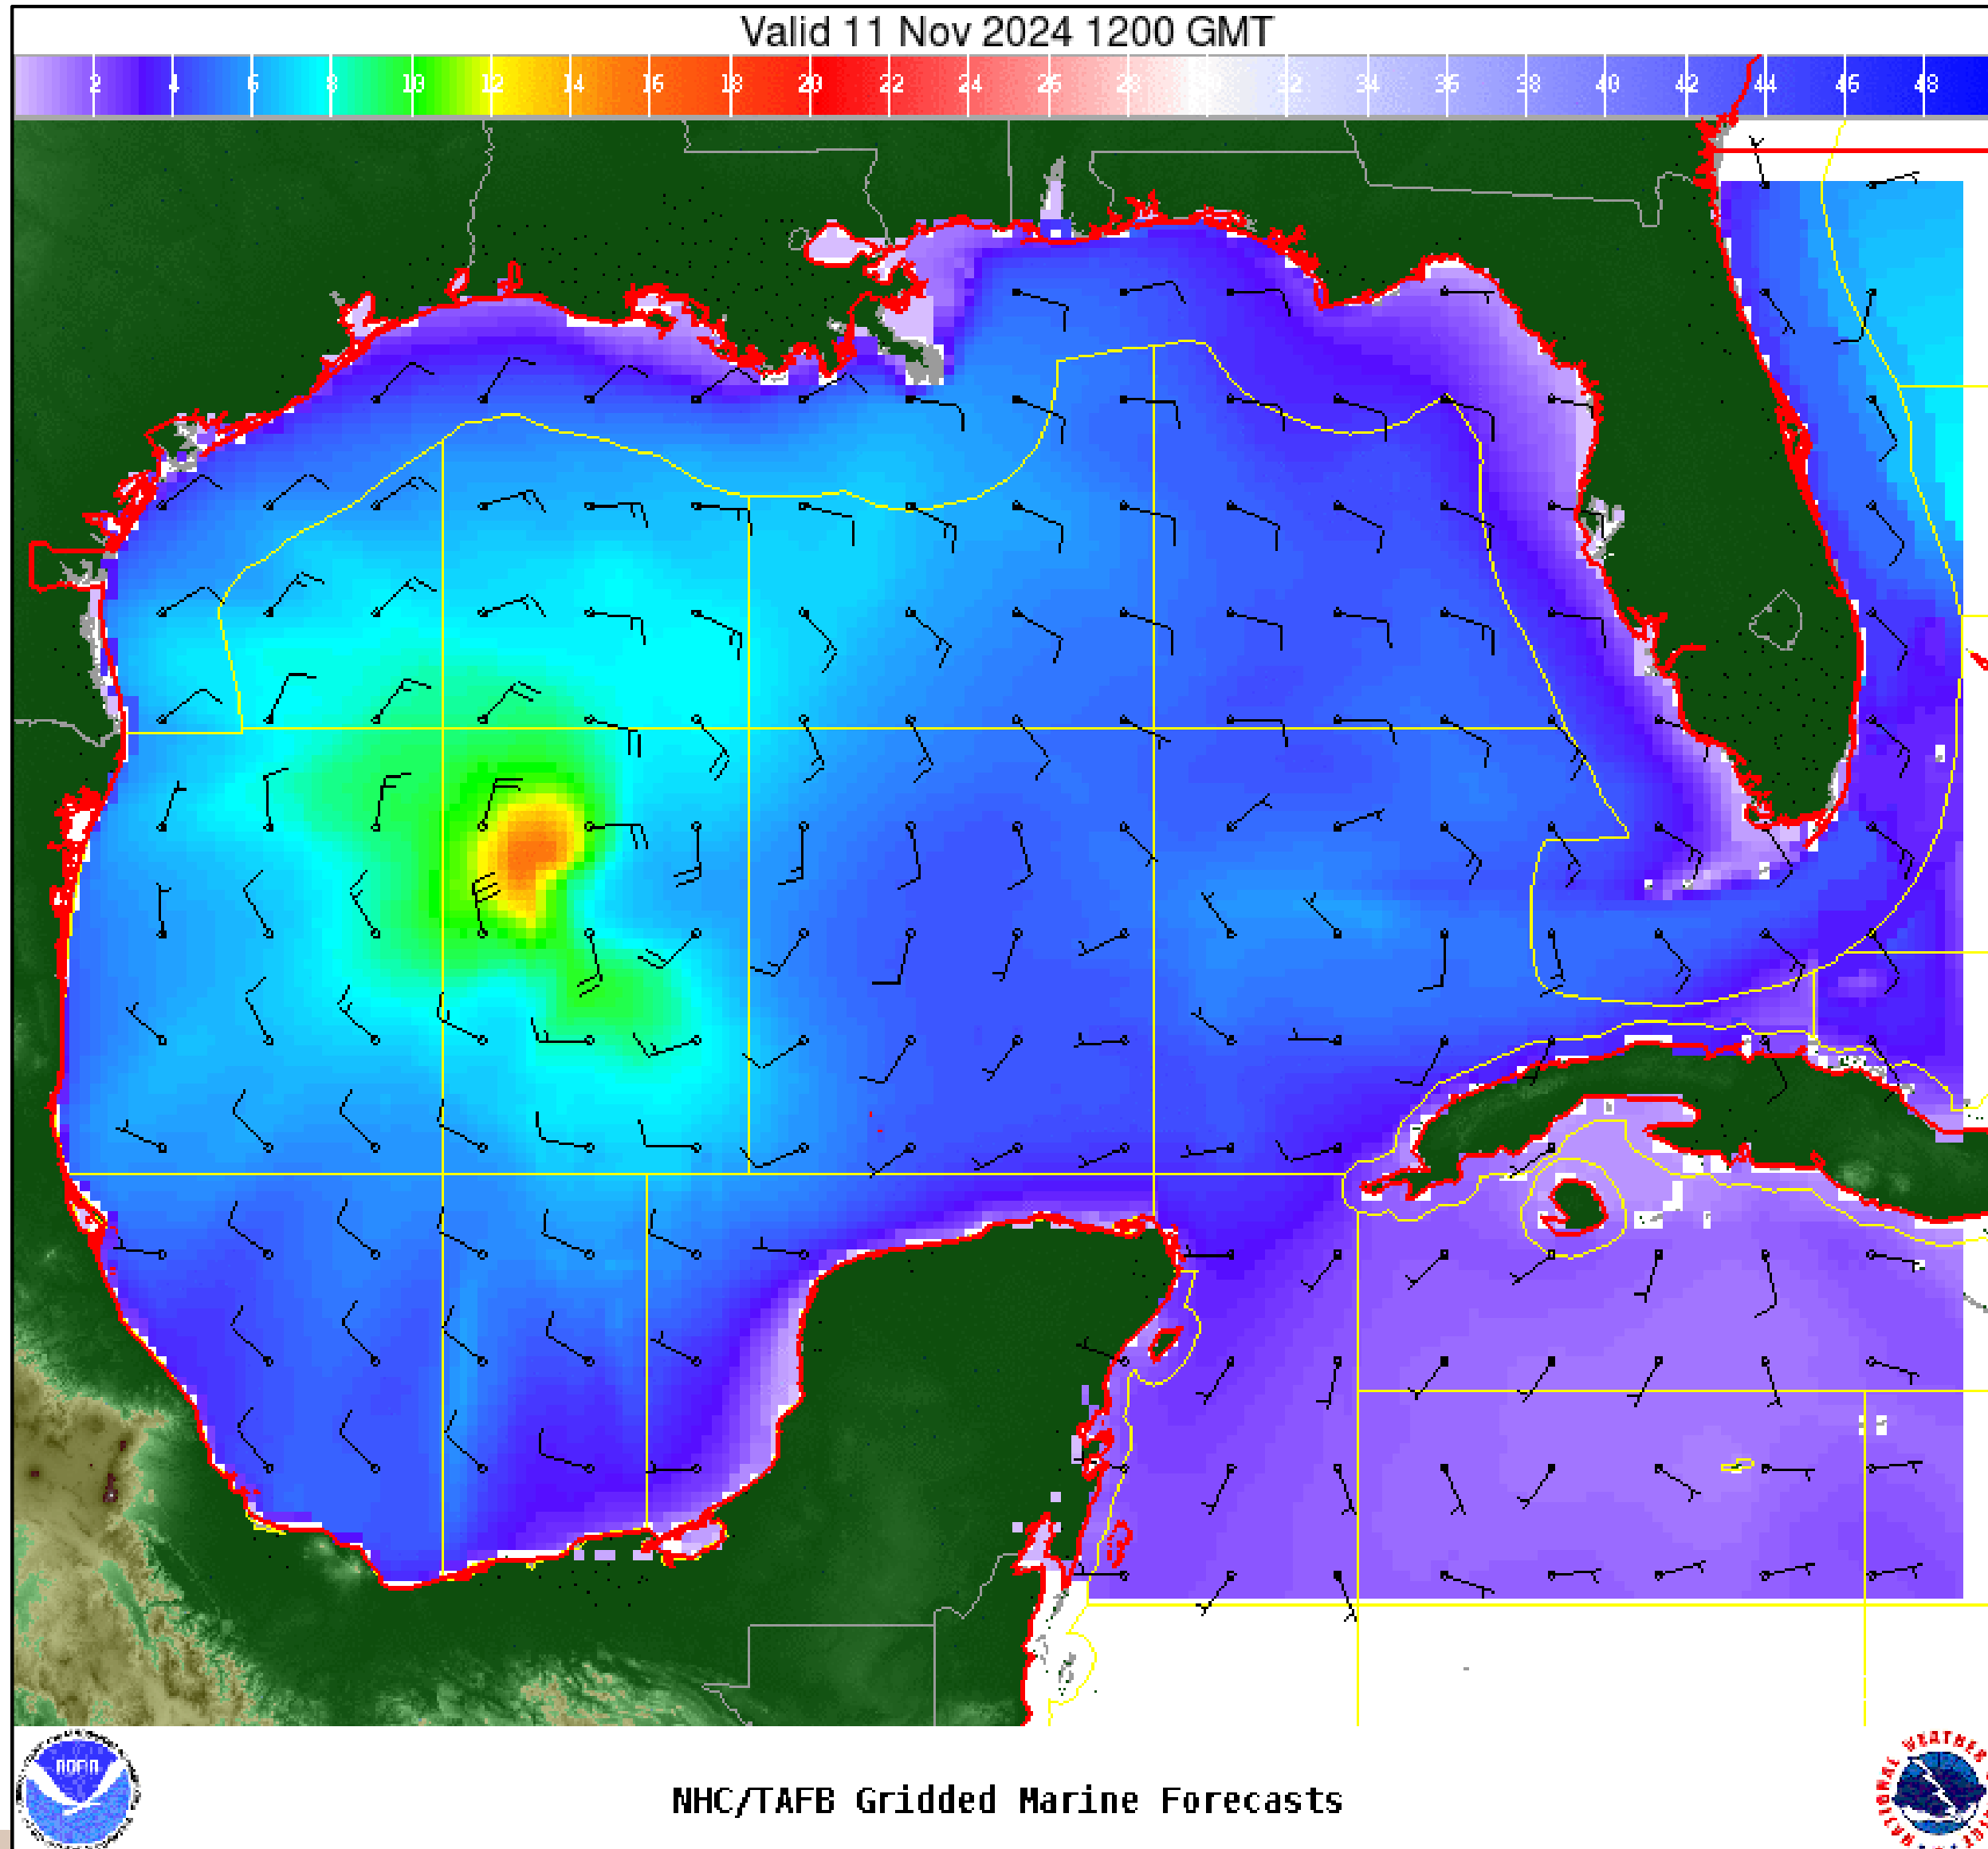 Valid 11 Nov 2024 1200 GMT
2 4 6 8 10 12 14 16 18 20 22 24 26 28 30 32 34 36 38 40 42 44 46 48
noaa
NHC/TAFB Gridded Marine Forecasts
NATIONAL WEATHER